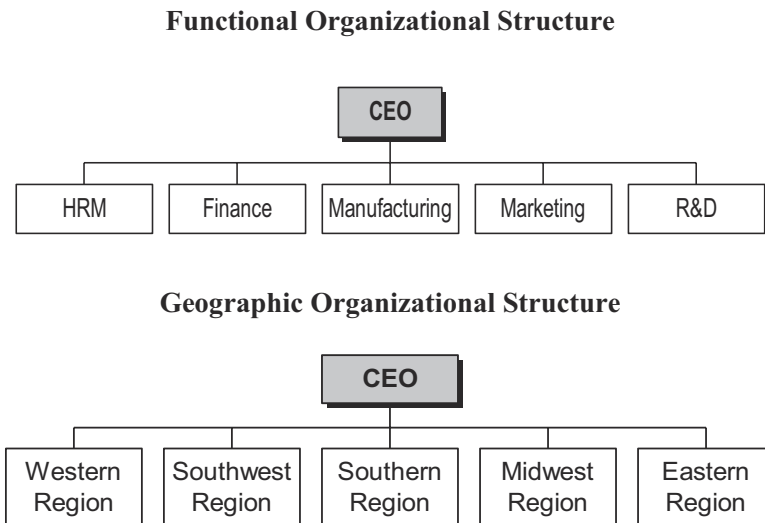 Functional Organizational Structure
CEO
HRM
Finance
Manufacturing
Marketing
R&D
Geographic Organizational Structure
CEO
Western
Region
Southwest
Region
Southern
Region
Midwest
Region
Eastern
Region